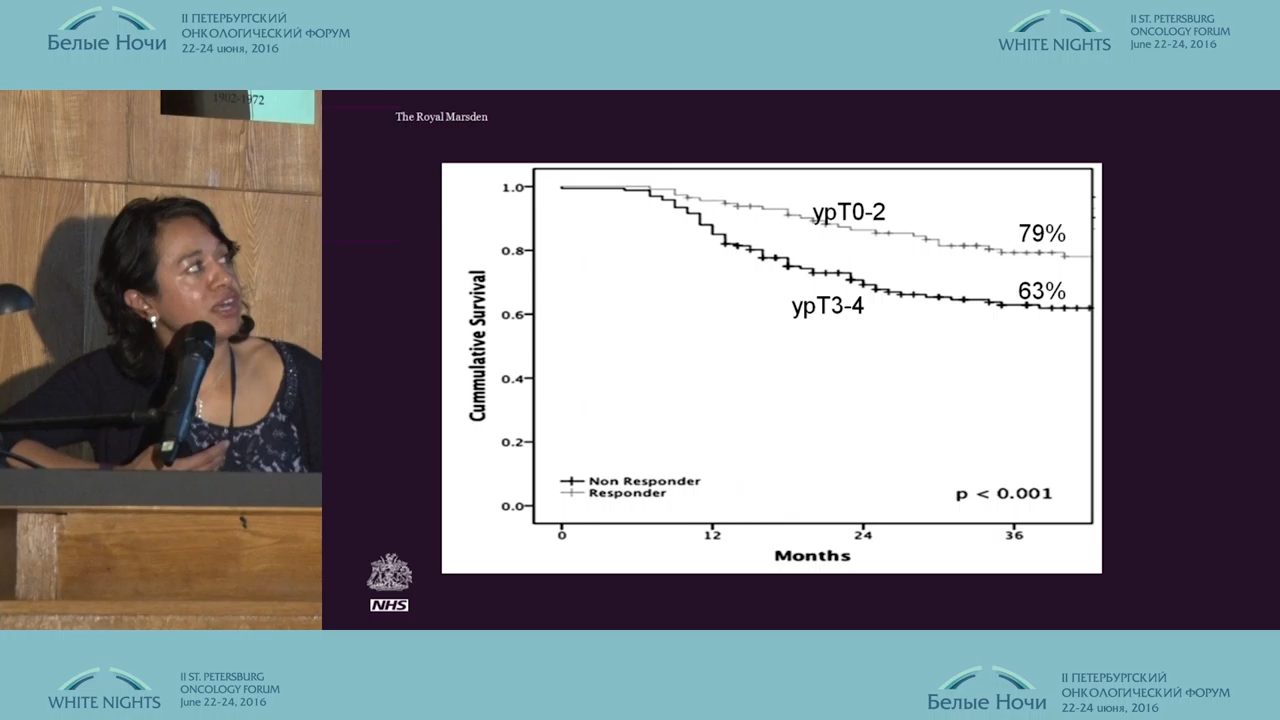 Белые Ночи
II ПЕТЕРБУРГСКИЙ
ОНКОЛОГИЧЕСКИЙ ФОРУМ
22-24 июня, 2016
WHITE NIGHTS
II ST. PETERSBURG
ONCOLOGY FORUM
June 22-24, 2016
1902-1972
The Royal Marsden
Cummulative Survival
1.0
0.8
0.6
0.4
0.2
0.0
ypT0-2
79%
63%
ypT3-4
Non Responder
Responder
p < 0.001
0
12
24
36
Months
NHS
WHITE NIGHTS
II ST. PETERSBURG
ONCOLOGY FORUM
June 22-24, 2016
Белые Ночи
II ПЕТЕРБУРГСКИЙ
ОНКОЛОГИЧЕСКИЙ ФОРУМ
22-24 июня, 2016